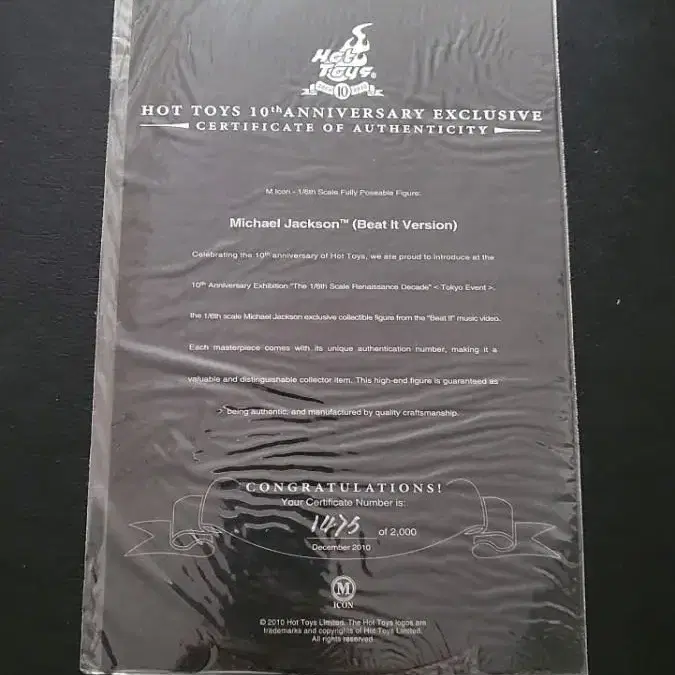 Hot
Toys®
10
HOT TOYS 10th ANNIVERSARY EXCLUSIVE
CERTIFICATE OF AUTHENTICITY
M Icon - 1/6th Scale Fully Poseable Figure:
Michael Jackson™ (Beat It Version)
Celebrating the 10th anniversary of Hot Toys, we are proud to introduce at the
10th Anniversary Exhibition "The 1/6th Scale Renaissance Decade" < Tokyo Event >,
the 1/6th scale Michael Jackson exclusive collectible figure from the "Beat It" music video.
Each masterpiece comes with its unique authentication number, making it a
valuable and distinguishable collector item. This high-end figure is guaranteed as
being authentic, and manufactured by quality craftsmanship.
CONGRATULATIONS!
Your Certificate Number is:
1475 of 2,000
December 2010
M
ICON
© 2010 Hot Toys Limited. The Hot Toys logos are
trademarks and copyrights of Hot Toys Limited.
All rights reserved.